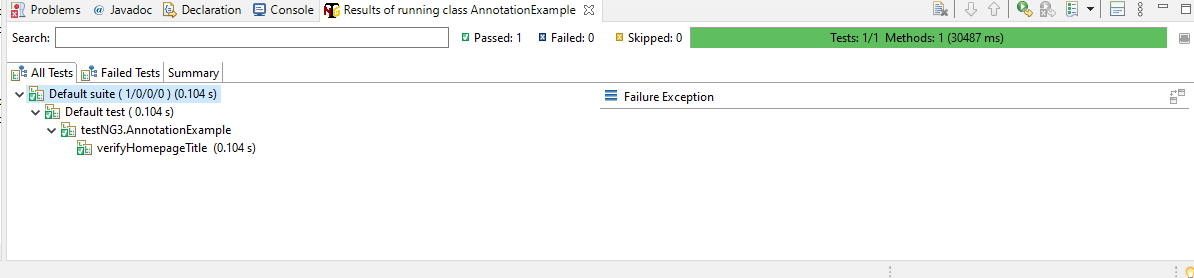 Problems @ Javadoc Declaration Console Results of running class AnnotationExample
Search: Passed: 1 Failed: 0 Skipped: 0 Tests: 1/1 Methods: 1 (30487 ms)
All Tests Failed Tests Summary
Default suite ( 1/0/0/0 ) (0.104 s)
Failure Exception
Default test ( 0.104 s)
testNG3.AnnotationExample
verifyHomepageTitle (0.104 s)